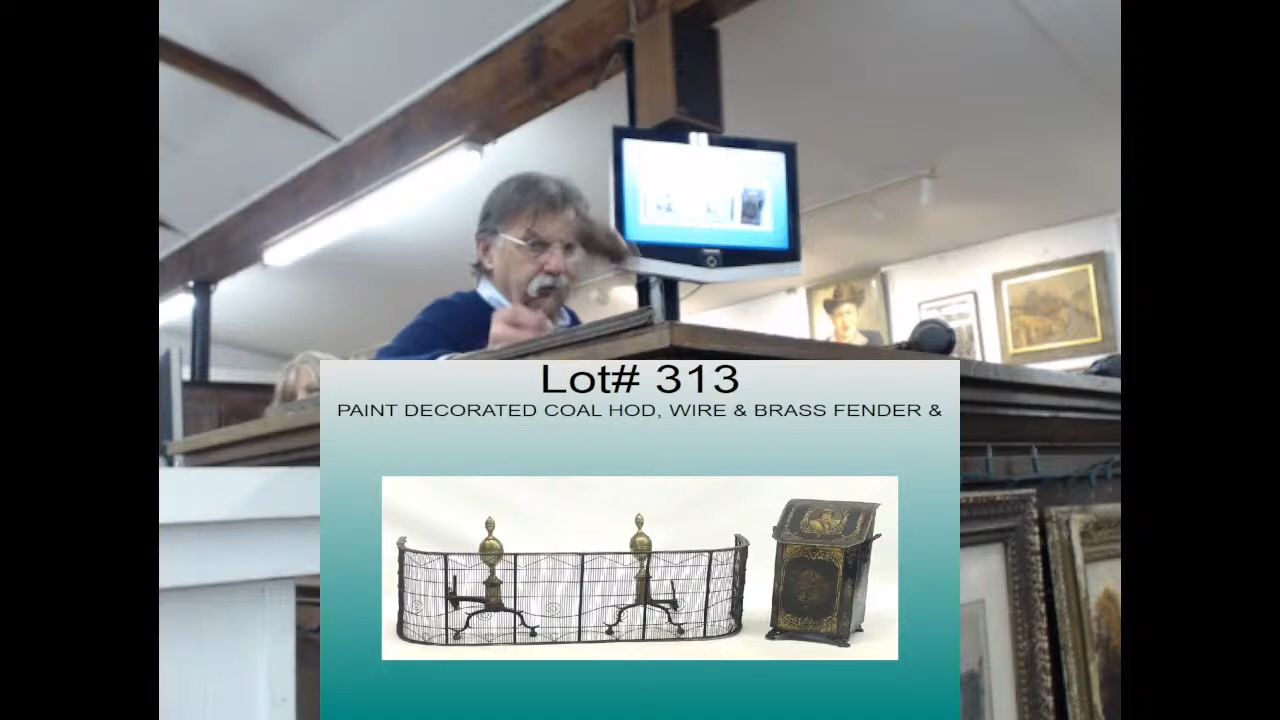 Lot# 313
PAINT DECORATED COAL HOD, WIRE & BRASS FENDER &